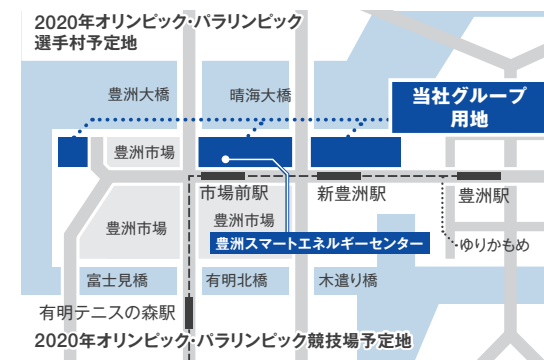 2020年オリンピック・パラリンピック
選手村予定地
豊洲大橋
晴海大橋
当社グループ
用地
豊洲市場
市場前駅
新豊洲駅
豊洲駅
豊洲市場
豊洲市場
豊洲スマートエネルギーセンター
ゆりかもめ
富士見橋
有明北橋
木遣り橋
有明テニスの森駅
2020年オリンピック・パラリンピック競技場予定地